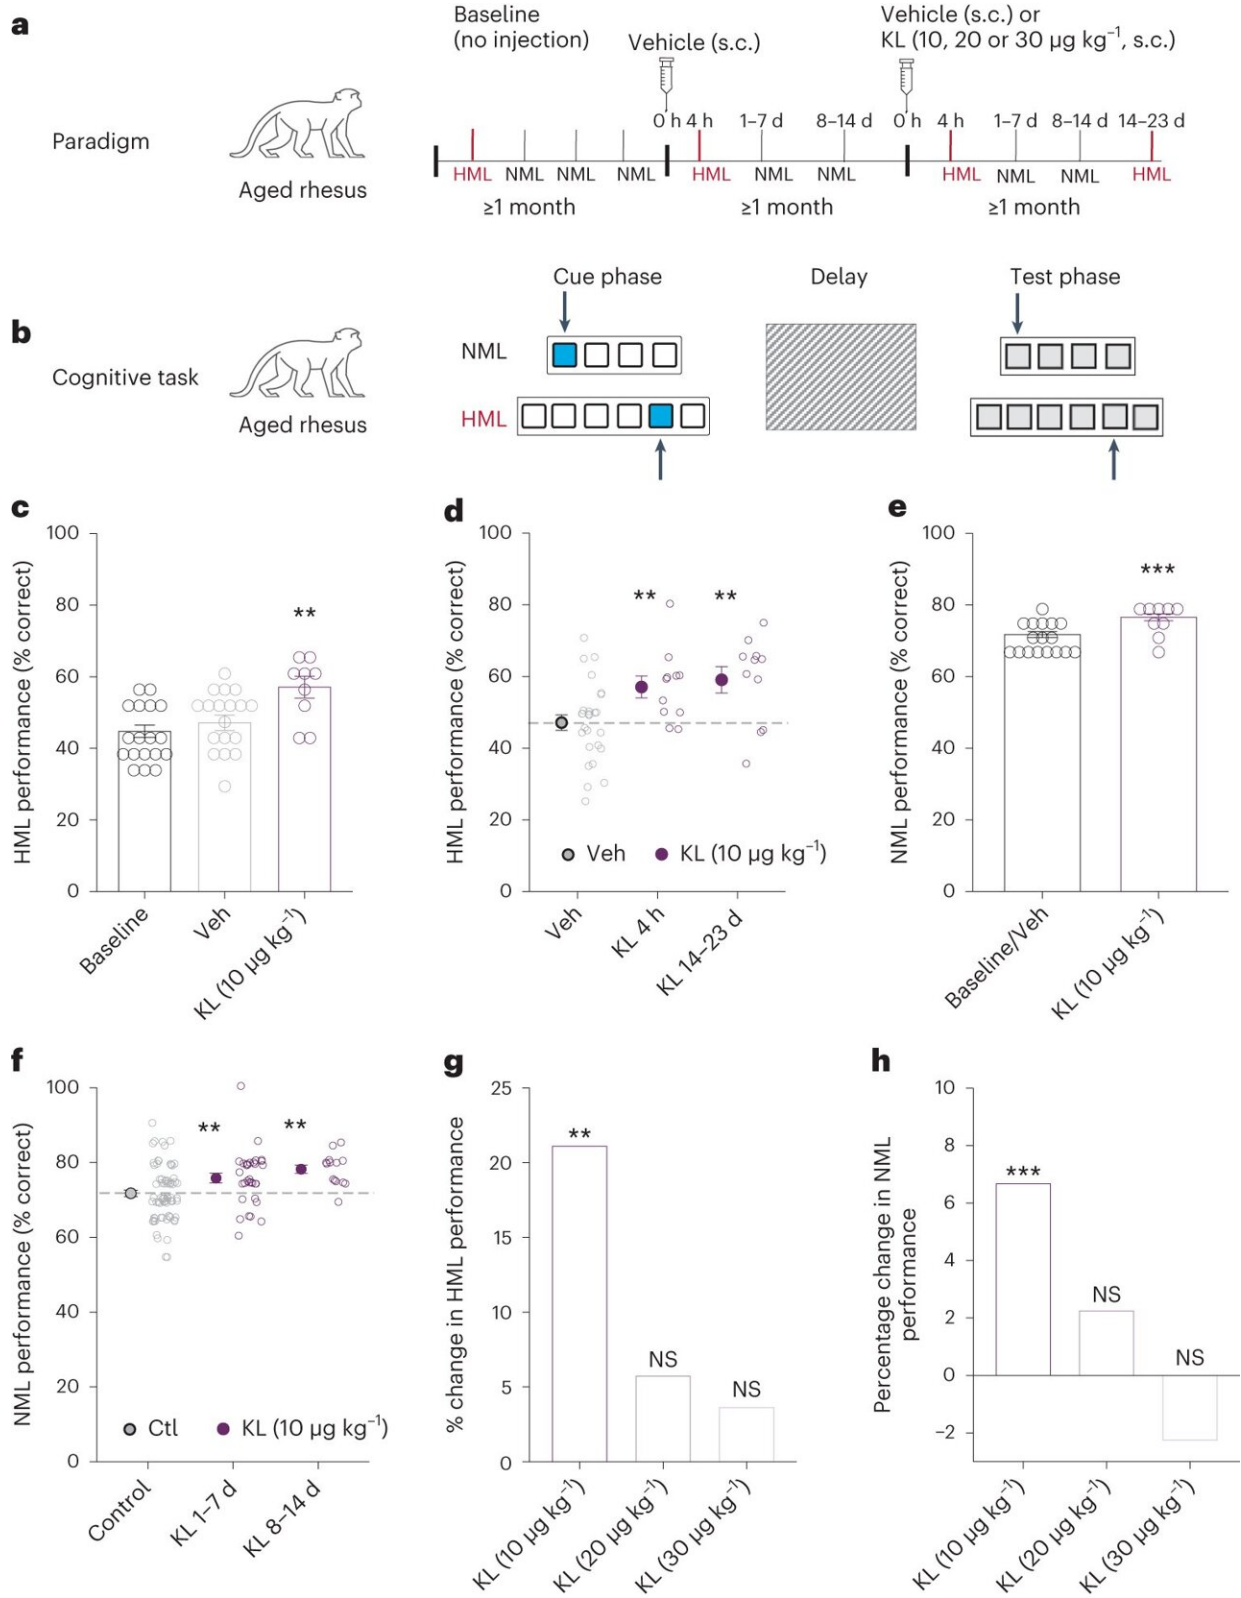 a
Paradigm
Aged rhesus
Baseline
(no injection)
Vehicle (s.c.)
Vehicle (s.c.) or
KL (10, 20 or 30 µg kg⁻¹, s.c.)
0 h 4 h 1–7 d 8–14 d 0 h 4 h 1–7 d 8–14 d 14–23 d
HML NML NML NML HML NML NML HML NML NML HML
≥1 month ≥1 month ≥1 month
b
Cognitive task
Aged rhesus
Cue phase Delay Test phase
NML
HML
c
HML performance (% correct)
100
80
60
40
20
0
**
Baseline
Veh
KL (10 µg kg⁻¹)
d
HML performance (% correct)
100
80
60
40
20
0
** **
Veh KL (10 µg kg⁻¹)
Veh
KL 4 h
KL 14–23 d
e
NML performance (% correct)
100
80
60
40
20
0
***
Baseline/Veh
KL (10 µg kg⁻¹)
f
NML performance (% correct)
100
80
60
40
20
0
** **
Ctl KL (10 µg kg⁻¹)
Control
KL 1–7 d
KL 8–14 d
g
% change in HML performance
25
20
15
10
5
0
**
NS
NS
KL (10 µg kg⁻¹)
KL (20 µg kg⁻¹)
KL (30 µg kg⁻¹)
h
Percentage change in NML
performance
10
8
6
4
2
0
−2
***
NS
NS
KL (10 µg kg⁻¹)
KL (20 µg kg⁻¹)
KL (30 µg kg⁻¹)